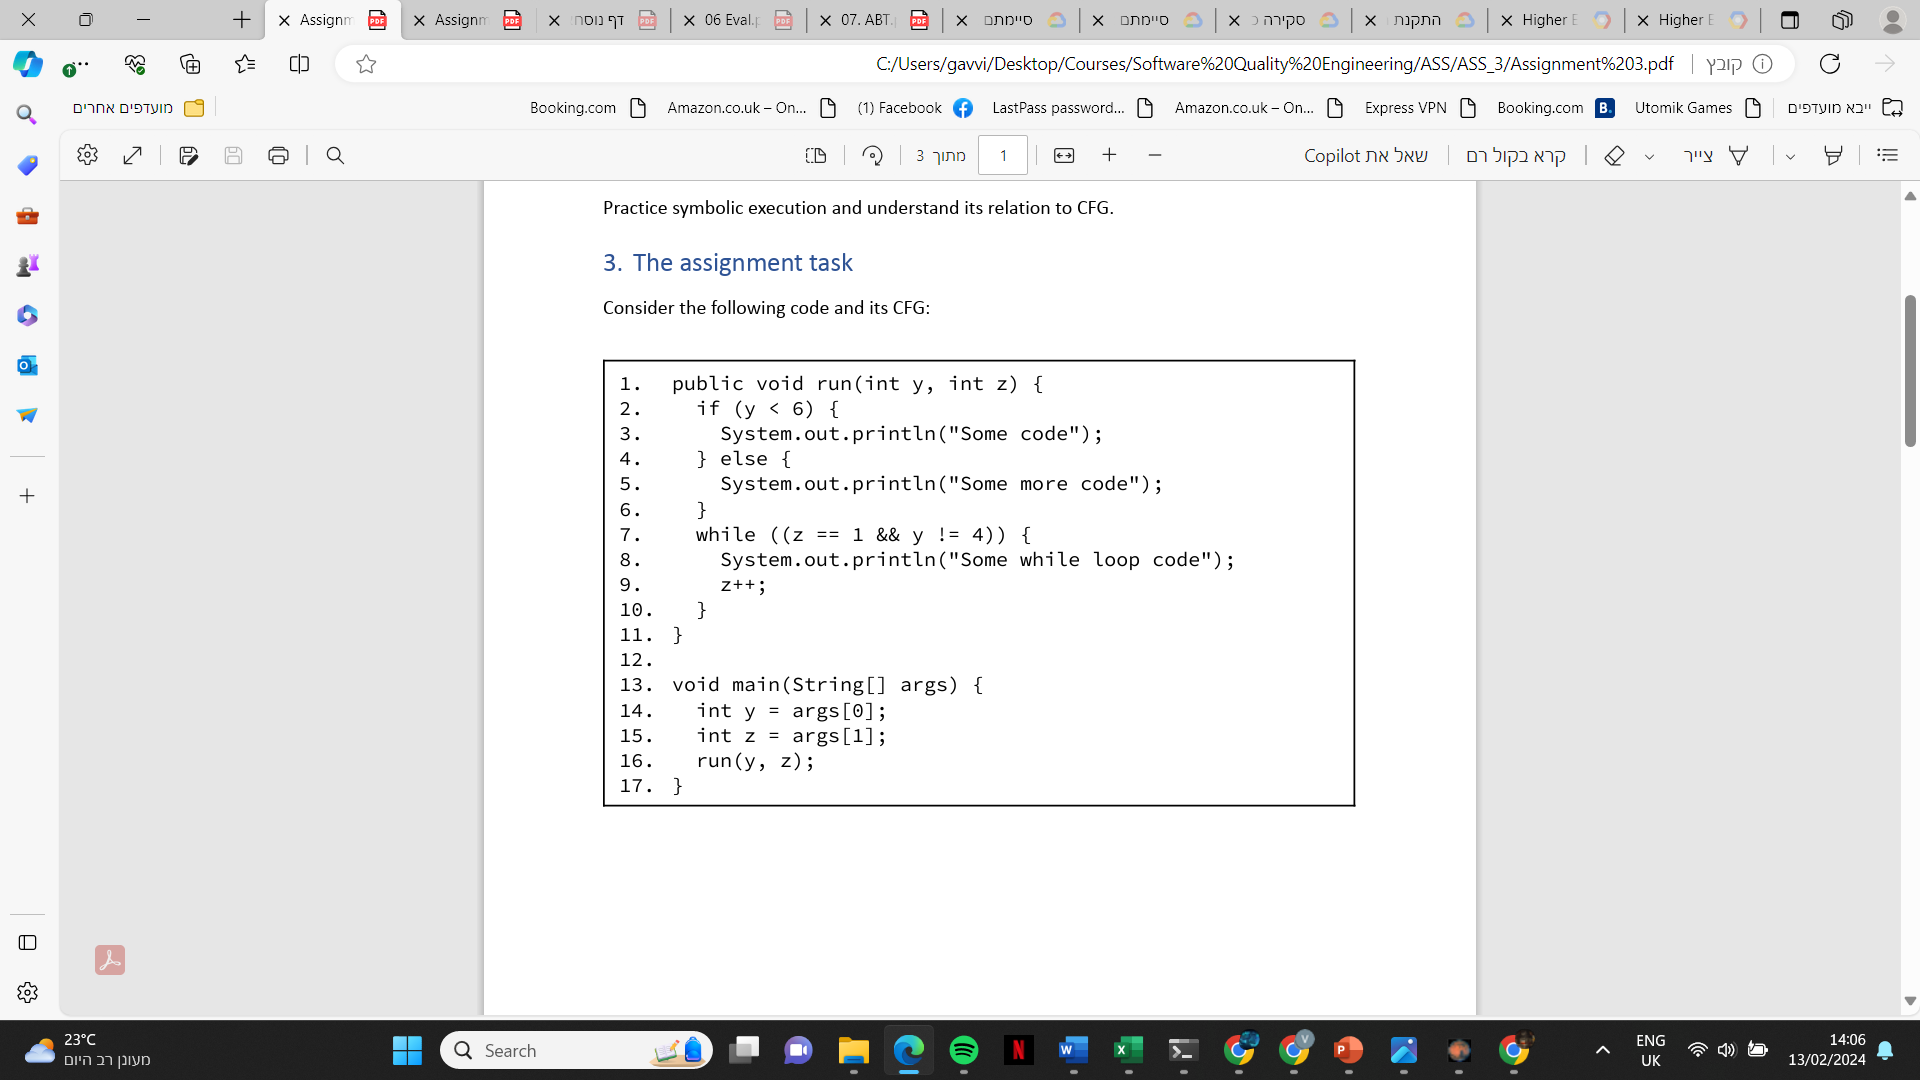 Assignm
Assignm
דף נוסח
06 Eval.p
07. ABT.
סיימתם
סיימתם
סקירה כ
התקנת
Higher E
Higher E
C:/Users/gavvi/Desktop/Courses/Software%20Quality%20Engineering/ASS/ASS_3/Assignment%203.pdf
קובץ
מועדפים אחרים
Booking.com
Amazon.co.uk – On...
(1) Facebook
LastPass password...
Amazon.co.uk – On...
Express VPN
Booking.com
Utomik Games
ייבא מועדפים
מתוך 3
1
שאל את Copilot
קרא בקול רם
צייר
Practice symbolic execution and understand its relation to CFG.
3. The assignment task
Consider the following code and its CFG:
1. public void run(int y, int z) {
2. if (y < 6) {
3. System.out.println("Some code");
4. } else {
5. System.out.println("Some more code");
6. }
7. while ((z == 1 && y != 4)) {
8. System.out.println("Some while loop code");
9. z++;
10. }
11. }
12.
13. void main(String[] args) {
14. int y = args[0];
15. int z = args[1];
16. run(y, z);
17. }
23°C
מעונן רב היום
Search
ENG
UK
14:06
13/02/2024